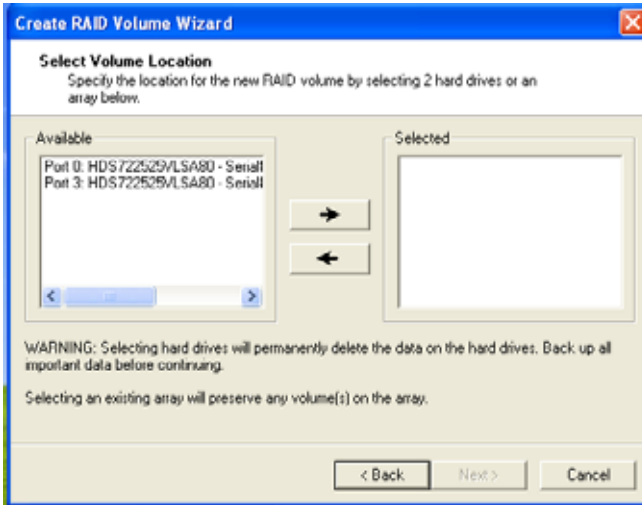 Create RAID Volume Wizard
Select Volume Location
Specify the location for the new RAID volume by selecting 2 hard drives or an
array below.
Available
Selected
Port 0: HDS722525VLSA80 - Serial
Port 3: HDS722525VLSA80 - Serial
WARNING: Selecting hard drives will permanently delete the data on the hard drives. Back up all
important data before continuing.
Selecting an existing array will preserve any volume(s) on the array.
< Back
Next >
Cancel